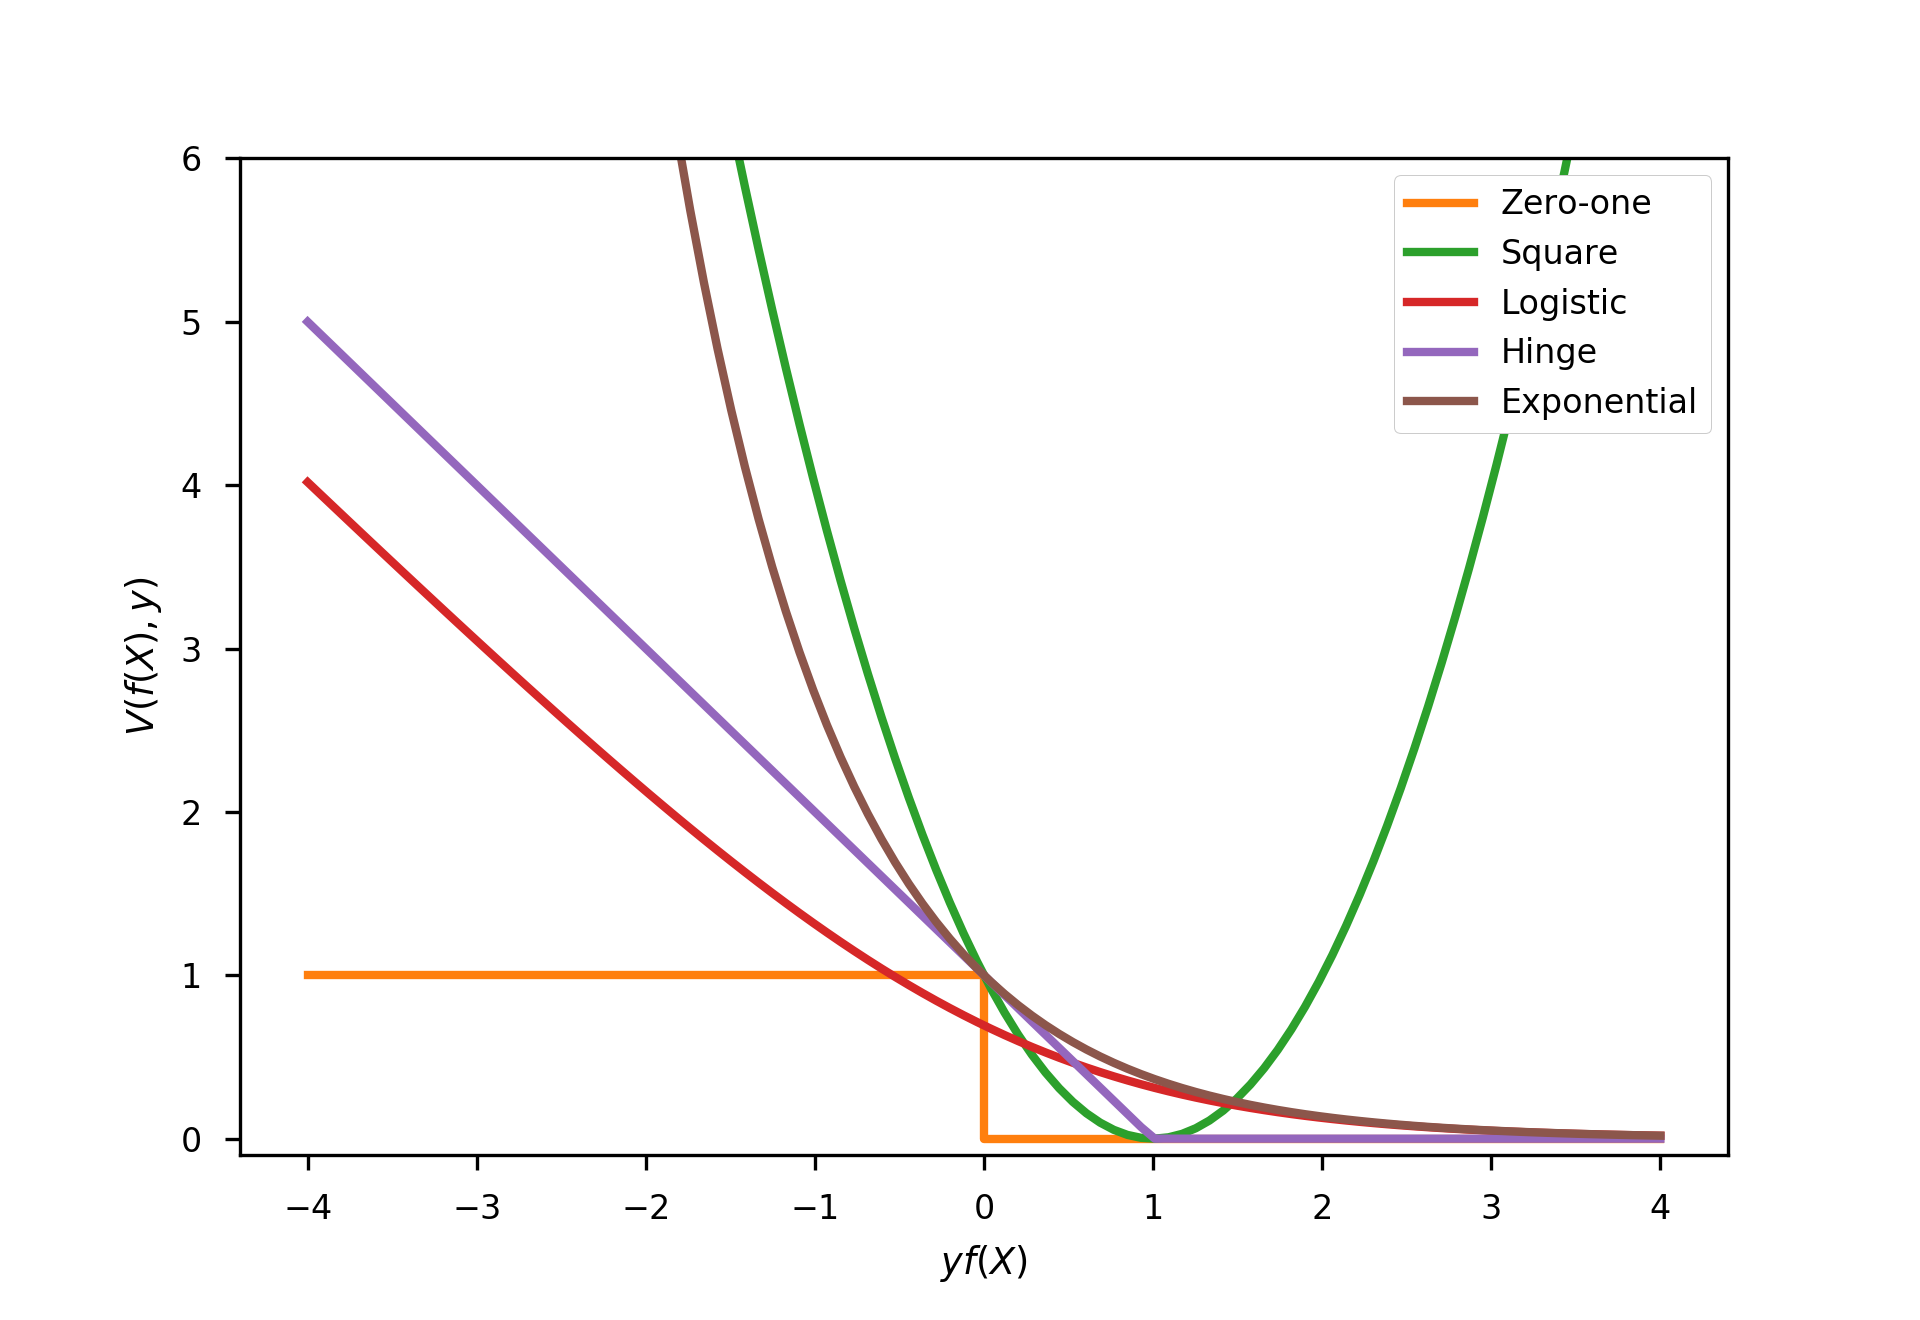 6
5
4
3
2
1
0
V(f(X), y)
−4 −3 −2 −1 0 1 2 3 4
yf(X)
Zero-one
Square
Logistic
Hinge
Exponential